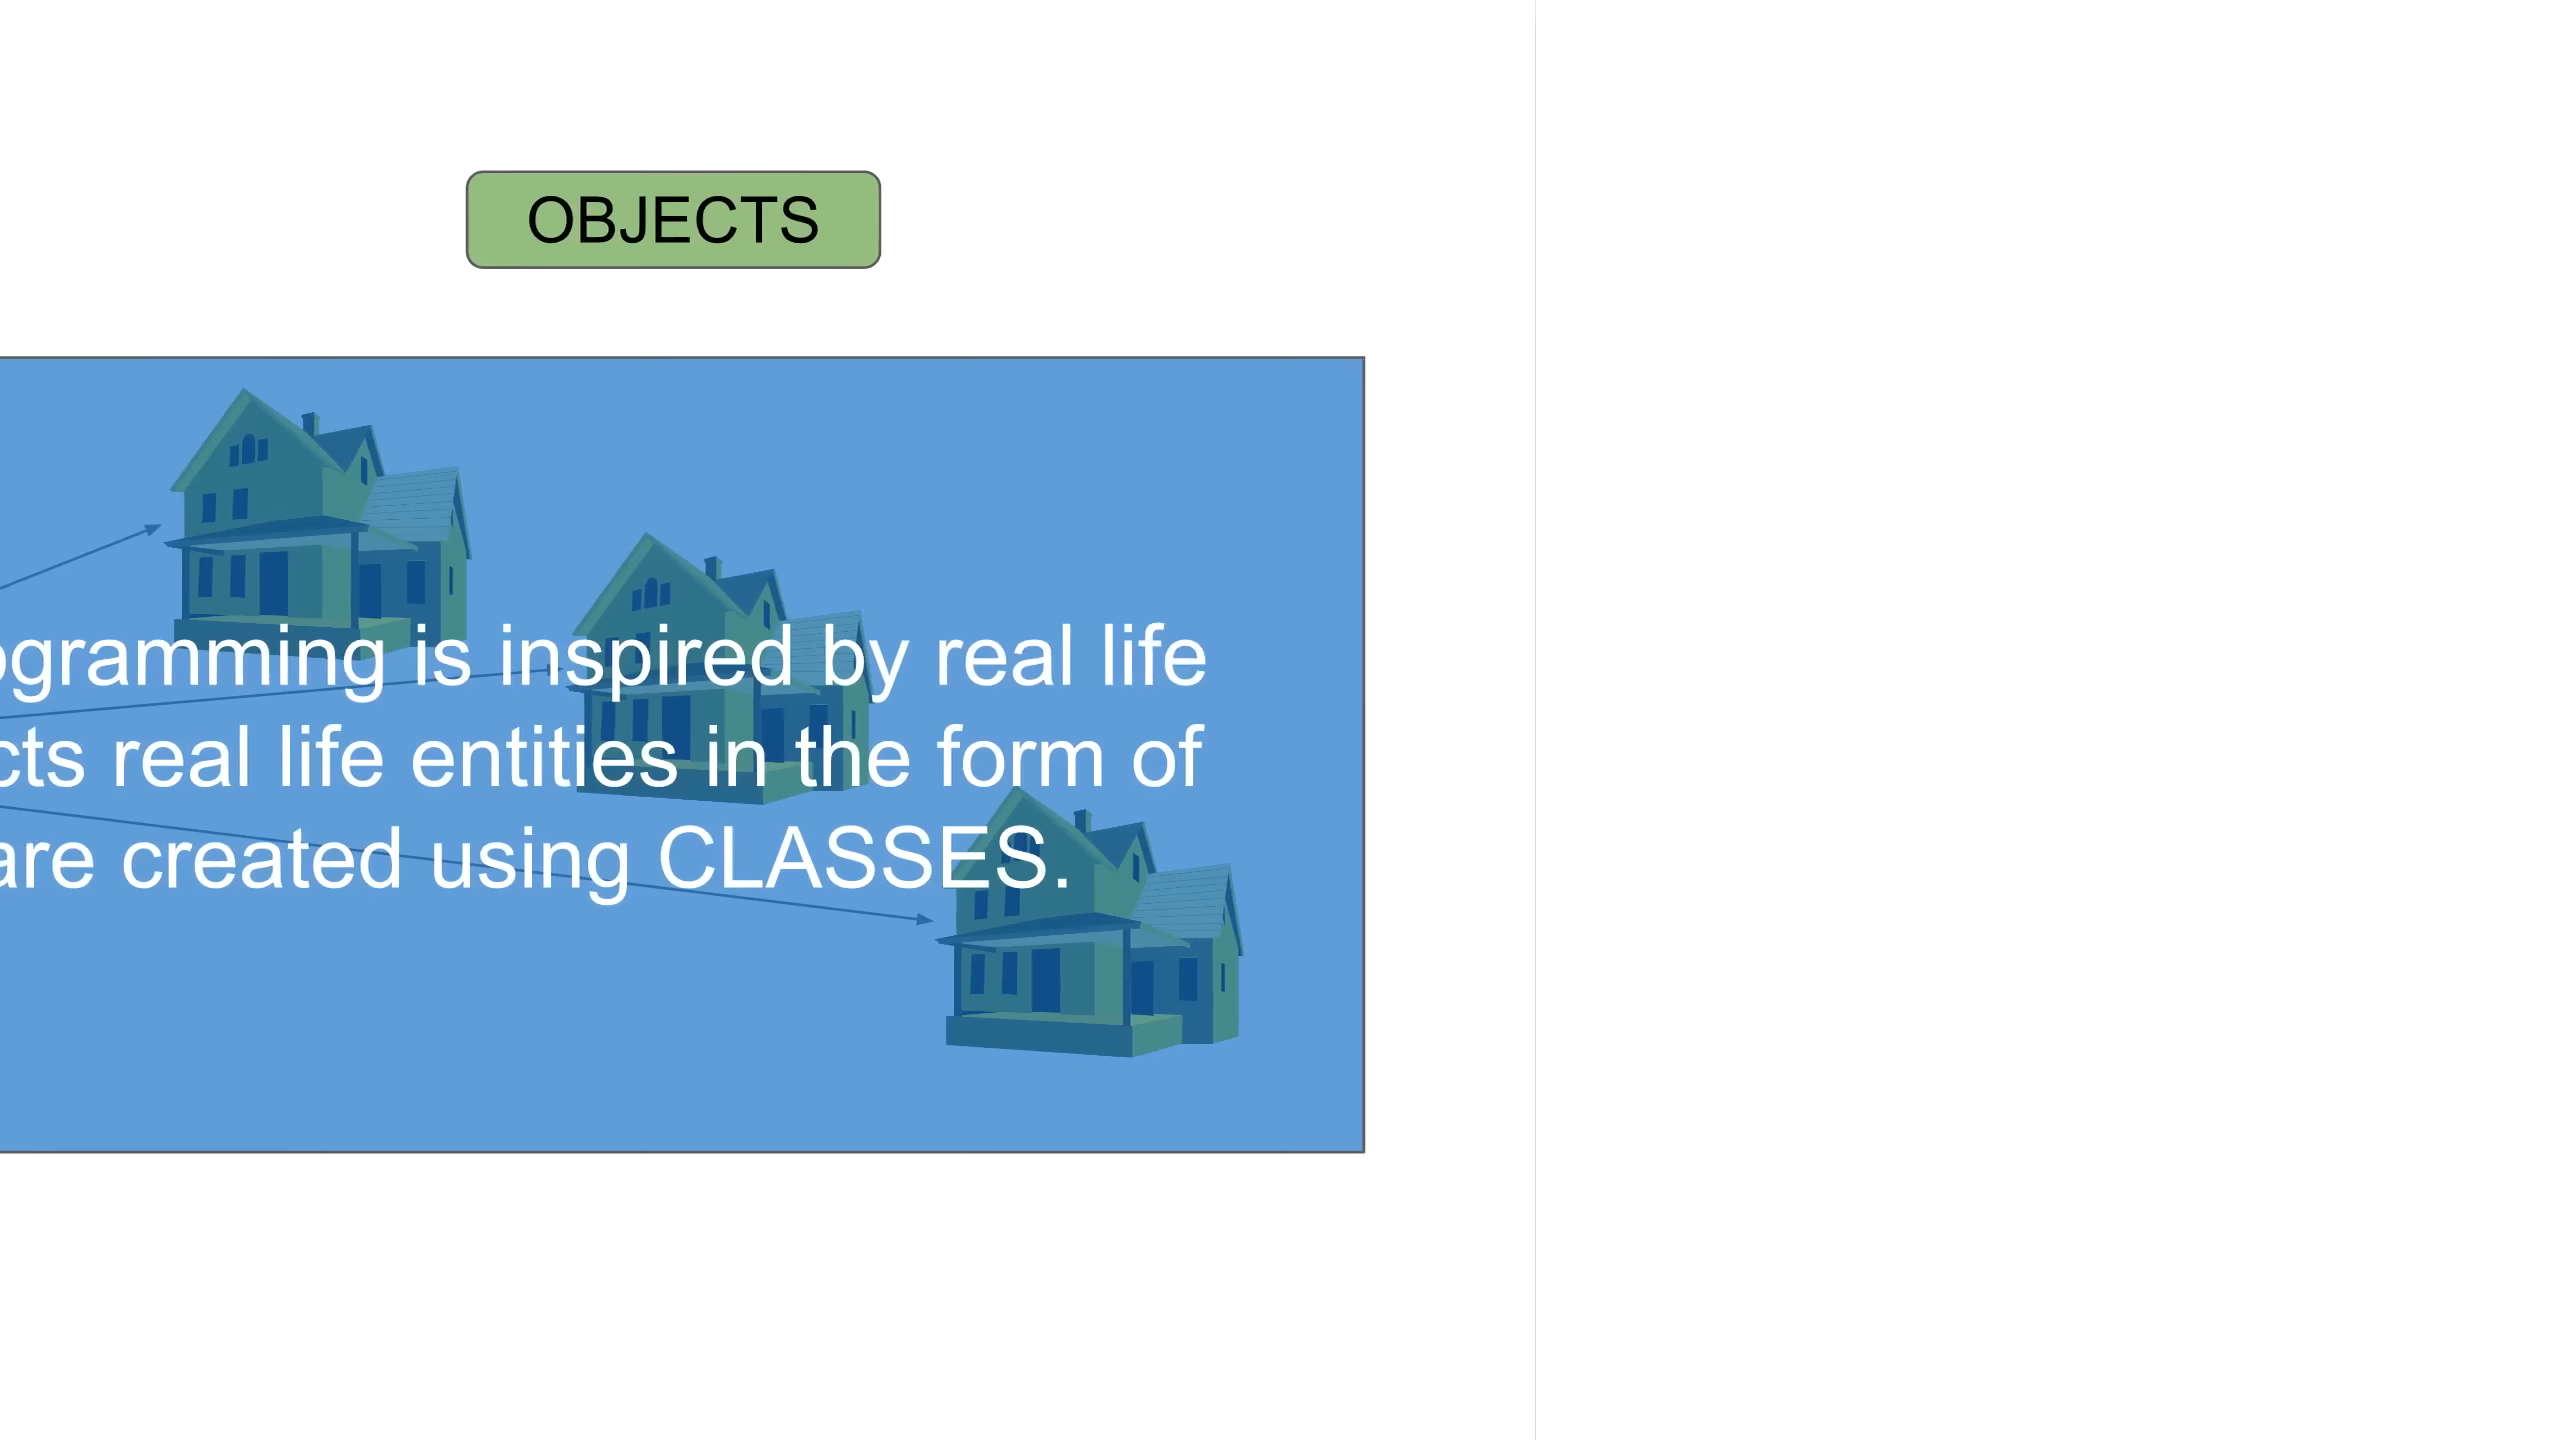 OBJECTS
ogramming is inspired by real life
cts real life entities in the form of
are created using CLASSES.